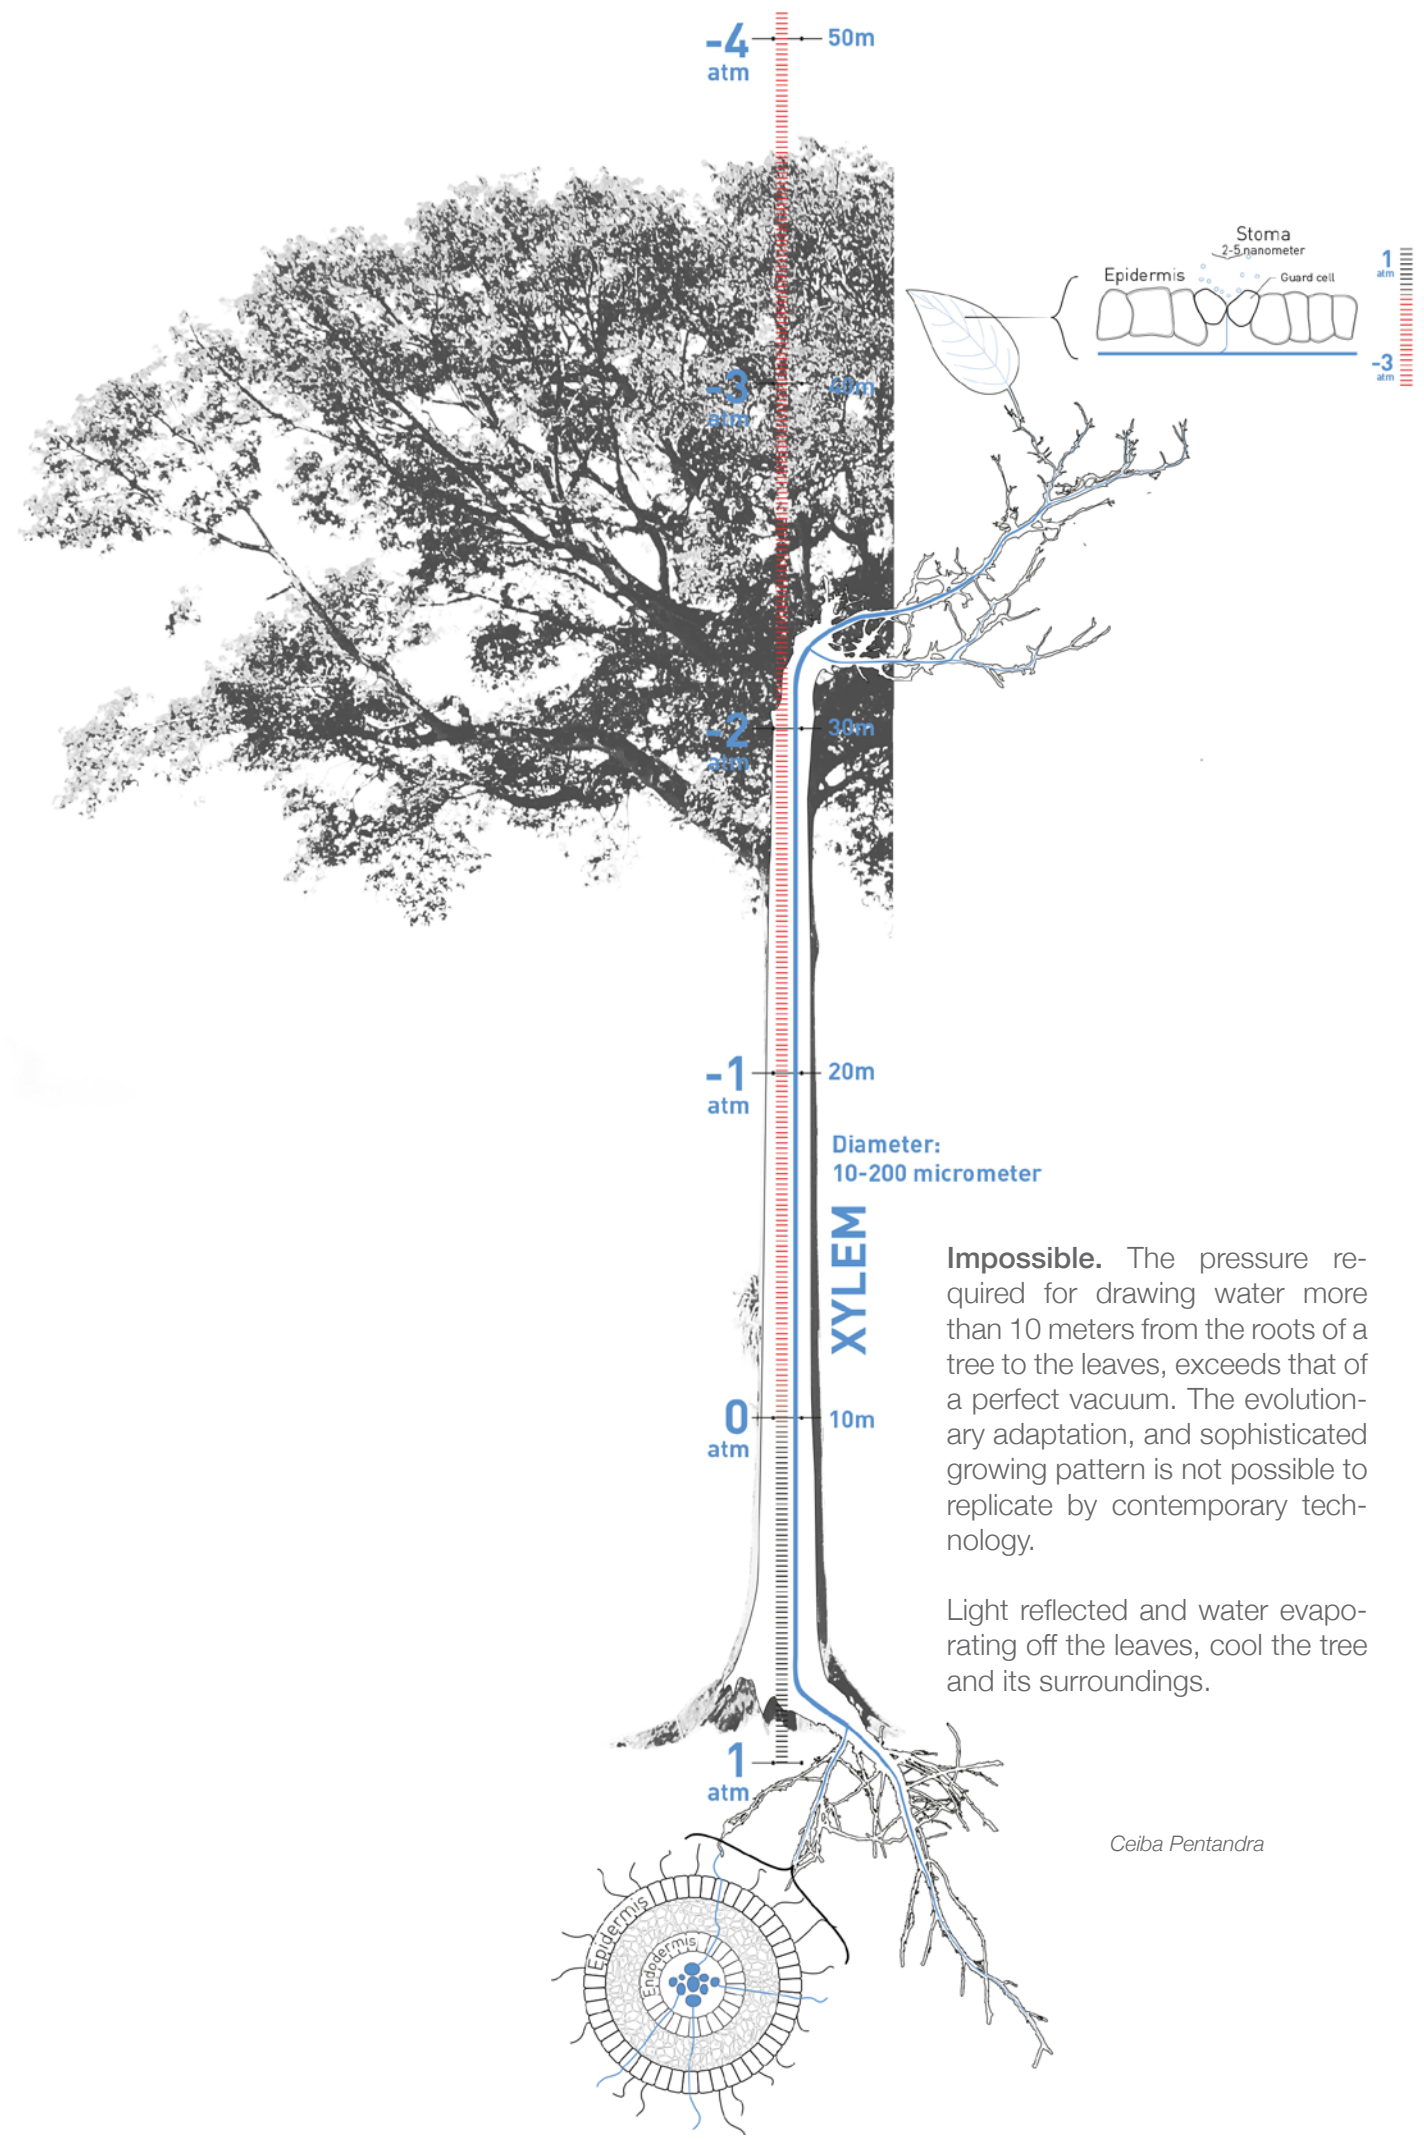 -4
atm
50m
Stoma
2-5 nanometer
Epidermis
Guard cell
1
atm
-3
atm
-3
atm
40m
-2
atm
30m
-1
atm
20m
Diameter:
10-200 micrometer
XYLEM
Impossible. The pressure re-
quired for drawing water more
than 10 meters from the roots of a
tree to the leaves, exceeds that of
a perfect vacuum. The evolution-
ary adaptation, and sophisticated
growing pattern is not possible to
replicate by contemporary tech-
nology.
0
atm
10m
Light reflected and water evapo-
rating off the leaves, cool the tree
and its surroundings.
1
atm
Ceiba Pentandra
Epidermis
Endodermis